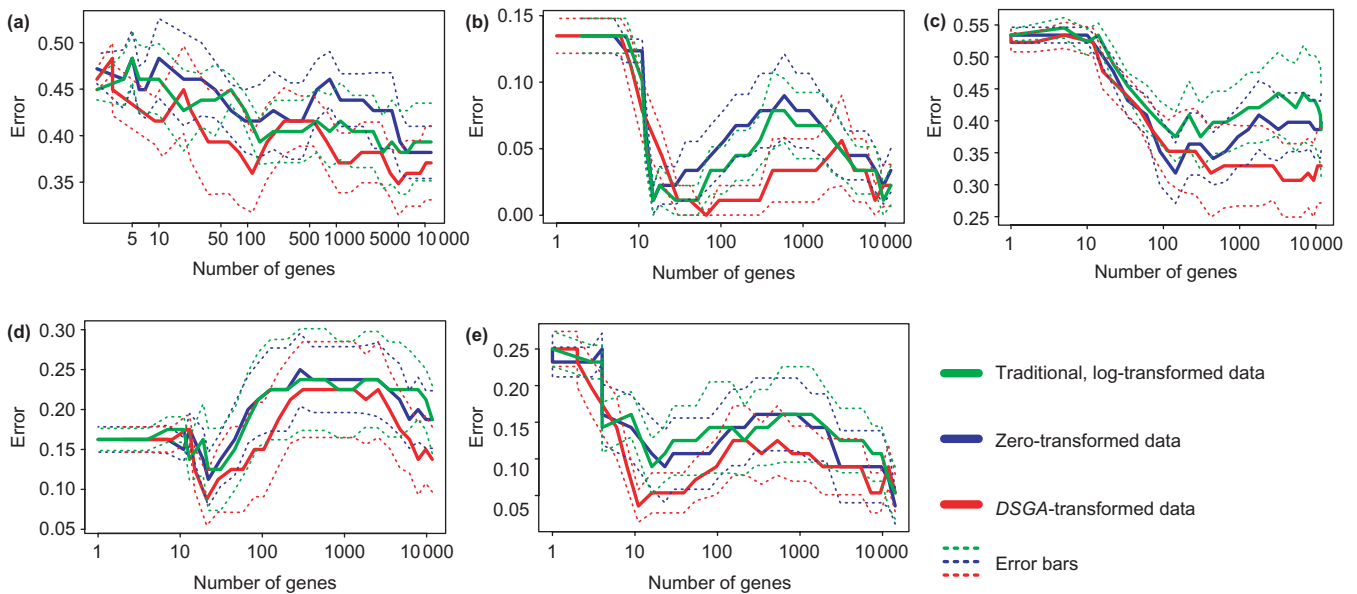 (a)
0.50
0.45
0.40
0.35
Error
5 10 50 100 500 1000 5000 10 000
Number of genes
(b)
0.15
0.10
0.05
0.00
Error
1 10 100 1000 10 000
Number of genes
(c)
0.55
0.50
0.45
0.40
0.35
0.30
0.25
Error
1 10 100 1000 10 000
Number of genes
(d)
0.30
0.25
0.20
0.15
0.10
0.05
Error
1 10 100 1000 10 000
Number of genes
(e)
0.25
0.20
0.15
0.10
0.05
Error
1 10 100 1000 10 000
Number of genes
Traditional, log-transformed data
Zero-transformed data
DSGA-transformed data
Error bars